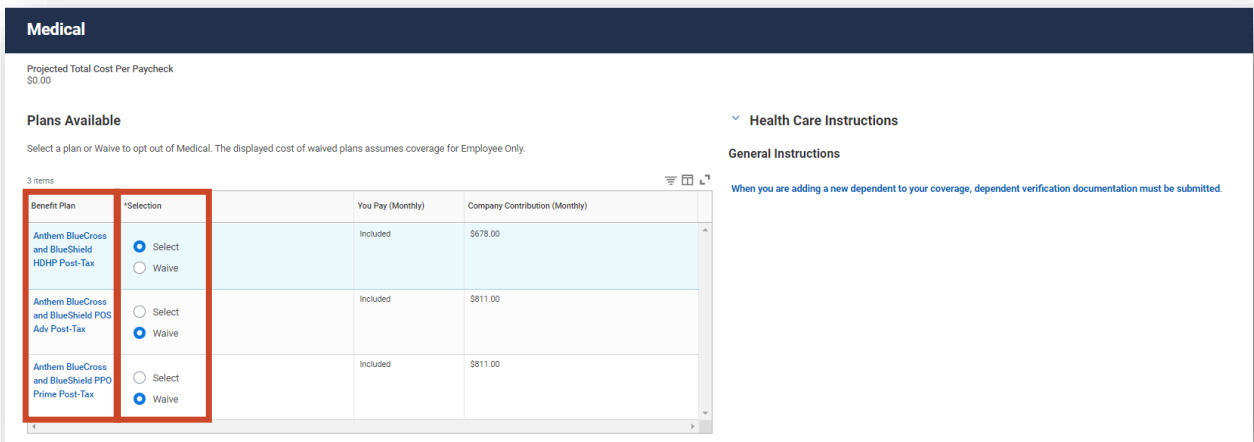 Medical
Projected Total Cost Per Paycheck
$0.00
Plans Available
Select a plan or Waive to opt out of Medical. The displayed cost of waived plans assumes coverage for Employee Only.
3 items
Benefit Plan
*Selection
You Pay (Monthly)
Company Contribution (Monthly)
Anthem BlueCross
and BlueShield
HDHP Post-Tax
Select
Waive
Included
$678.00
Anthem BlueCross
and BlueShield POS
Adv Post-Tax
Select
Waive
Included
$811.00
Anthem BlueCross
and BlueShield PPO
Prime Post-Tax
Select
Waive
Included
$811.00
Health Care Instructions
General Instructions
When you are adding a new dependent to your coverage, dependent verification documentation must be submitted.